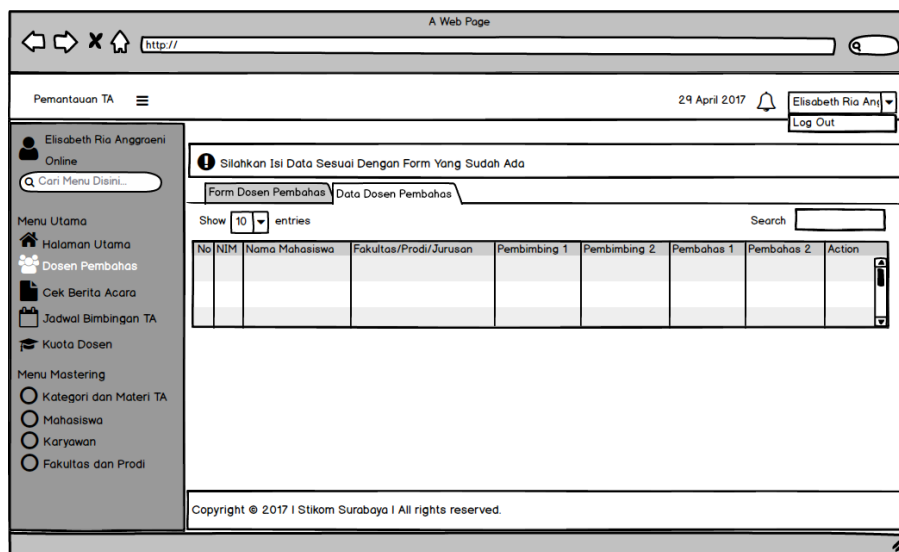 A Web Page
http://
Pemantauan TA
29 April 2017
Elisabeth Ria Ang
Log Out
Elisabeth Ria Anggraeni
Online
Cari Menu Disini...
Menu Utama
Halaman Utama
Dosen Pembahas
Cek Berita Acara
Jadwal Bimbingan TA
Kuota Dosen
Menu Mastering
Kategori dan Materi TA
Mahasiswa
Karyawan
Fakultas dan Prodi
Silahkan Isi Data Sesuai Dengan Form Yang Sudah Ada
Form Dosen Pembahas Data Dosen Pembahas
Show 10 entries Search
No NIM Nama Mahasiswa Fakultas/Prodi/Jurusan Pembimbing 1 Pembimbing 2 Pembahas 1 Pembahas 2 Action
Copyright © 2017 | Stikom Surabaya | All rights reserved.